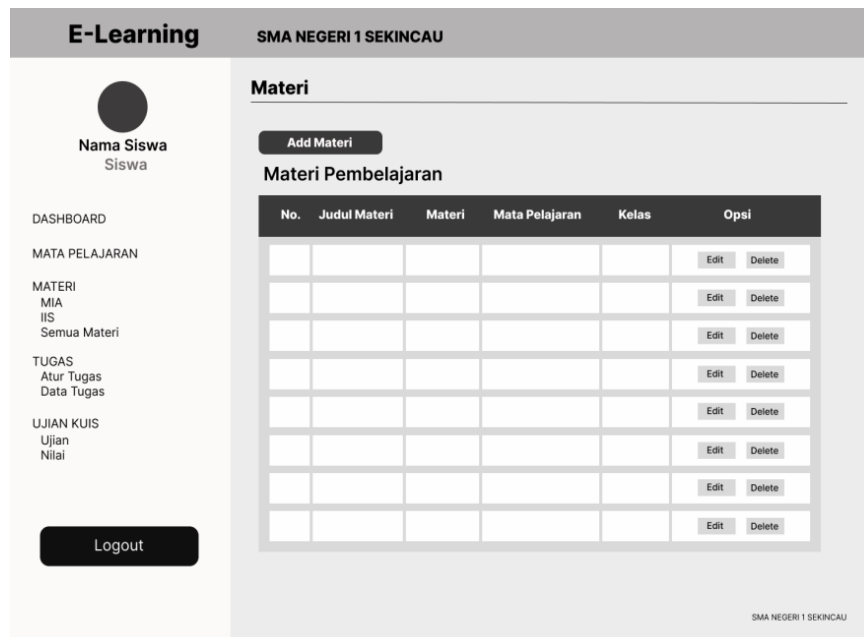 E-Learning SMA NEGERI 1 SEKINCAU
Nama Siswa
Siswa
DASHBOARD
MATA PELAJARAN
MATERI
MIA
IIS
Semua Materi
TUGAS
Atur Tugas
Data Tugas
UJIAN KUIS
Ujian
Nilai
Logout
Materi
Add Materi
Materi Pembelajaran
No. Judul Materi Materi Mata Pelajaran Kelas Opsi
Edit Delete
Edit Delete
Edit Delete
Edit Delete
Edit Delete
Edit Delete
Edit Delete
Edit Delete
SMA NEGERI 1 SEKINCAU